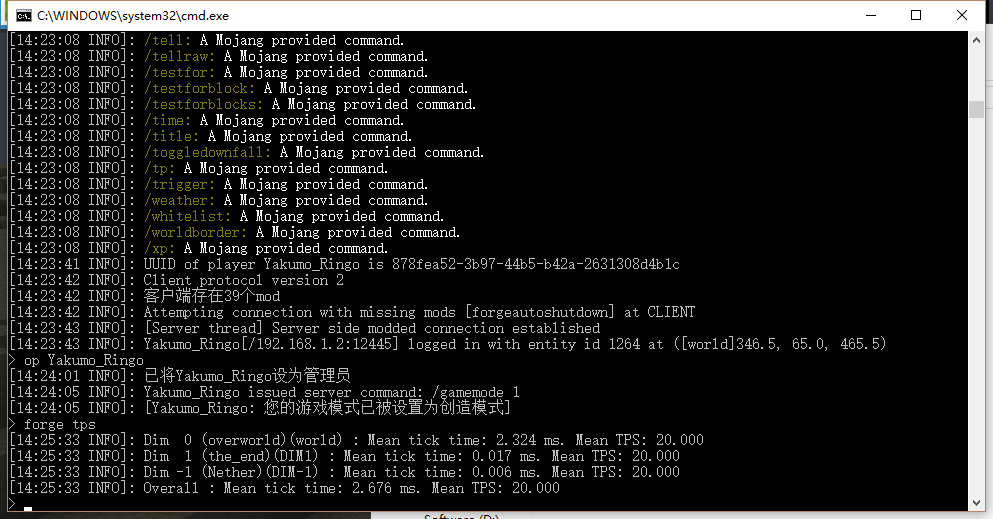 C:\WINDOWS\system32\cmd.exe
[14:23:08 INFO]: /tell: A Mojang provided command.
[14:23:08 INFO]: /tellraw: A Mojang provided command.
[14:23:08 INFO]: /testfor: A Mojang provided command.
[14:23:08 INFO]: /testforblock: A Mojang provided command.
[14:23:08 INFO]: /testforblocks: A Mojang provided command.
[14:23:08 INFO]: /time: A Mojang provided command.
[14:23:08 INFO]: /title: A Mojang provided command.
[14:23:08 INFO]: /toggledownfall: A Mojang provided command.
[14:23:08 INFO]: /tp: A Mojang provided command.
[14:23:08 INFO]: /trigger: A Mojang provided command.
[14:23:08 INFO]: /weather: A Mojang provided command.
[14:23:08 INFO]: /whitelist: A Mojang provided command.
[14:23:08 INFO]: /worldborder: A Mojang provided command.
[14:23:08 INFO]: /xp: A Mojang provided command.
[14:23:41 INFO]: UUID of player Yakumo_Ringo is 878fea52-3b97-44b5-b42a-2631308d4b1c
[14:23:42 INFO]: Client protocol version 2
[14:23:42 INFO]: 客户端存在39个mod
[14:23:42 INFO]: Attempting connection with missing mods [forgeautoshutdown] at CLIENT
[14:23:43 INFO]: [Server thread] Server side modded connection established
[14:23:43 INFO]: Yakumo_Ringo[/192.168.1.2:12445] logged in with entity id 1264 at ([world]346.5, 65.0, 465.5)
> op Yakumo_Ringo
[14:24:01 INFO]: 已将Yakumo_Ringo设为管理员
[14:24:05 INFO]: Yakumo_Ringo issued server command: /gamemode 1
[14:24:05 INFO]: [Yakumo_Ringo: 您的游戏模式已被设置为创造模式]
> forge tps
[14:25:33 INFO]: Dim  0 (overworld)(world) : Mean tick time: 2.324 ms. Mean TPS: 20.000
[14:25:33 INFO]: Dim  1 (the_end)(DIM1) : Mean tick time: 0.017 ms. Mean TPS: 20.000
[14:25:33 INFO]: Dim -1 (Nether)(DIM-1) : Mean tick time: 0.006 ms. Mean TPS: 20.000
[14:25:33 INFO]: Overall : Mean tick time: 2.676 ms. Mean TPS: 20.000
>
Software (D:)